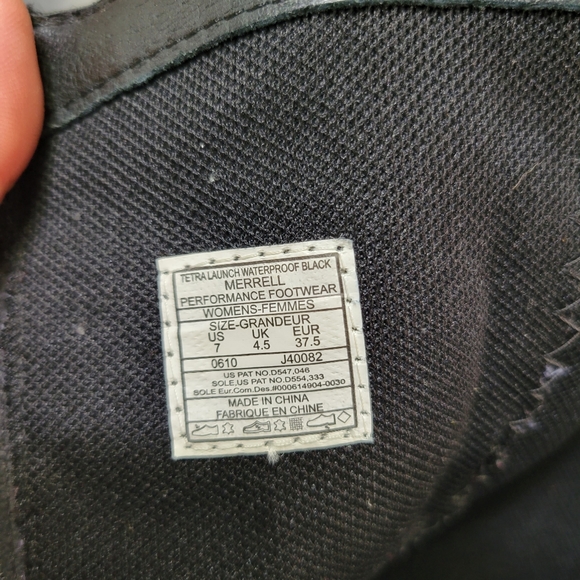 TETRA LAUNCH WATERPROOF BLACK
MERRELL
PERFORMANCE FOOTWEAR
WOMENS-FEMMES
SIZE-GRANDEUR
US UK EUR
7 4.5 37.5
0610 J40082
US PAT NO.D547,046
SOLE,US PAT NO.D554,333
SOLE Eur.Com.Des.#000614904-0030
MADE IN CHINA
FABRIQUE EN CHINE